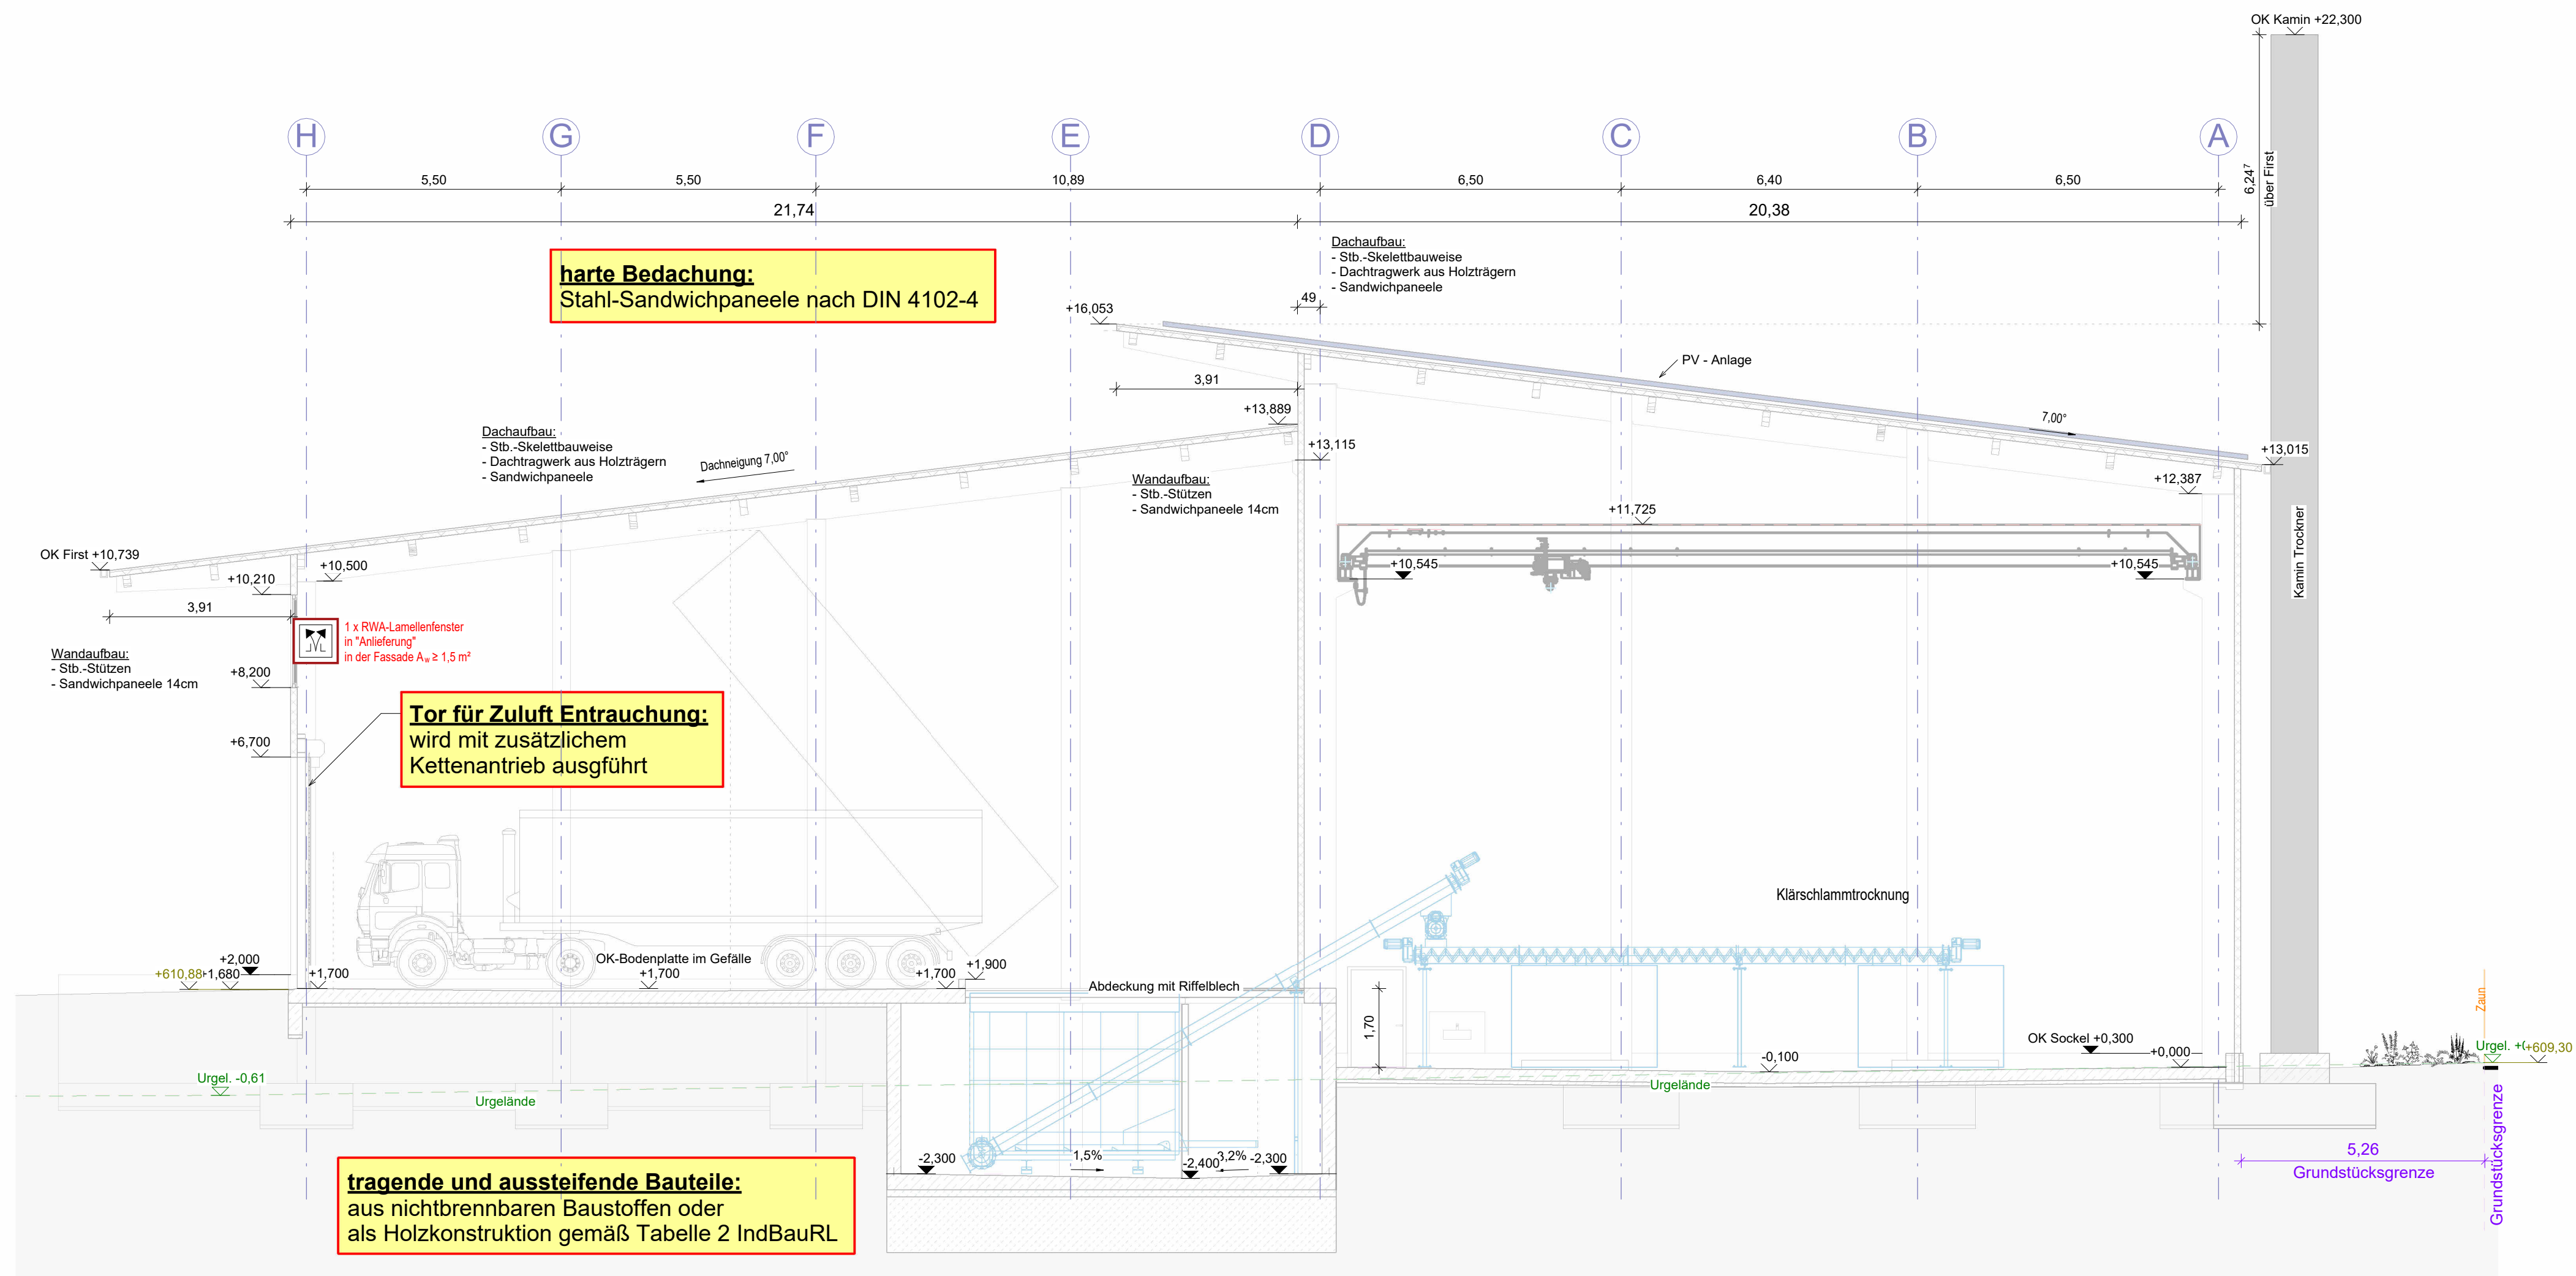 OK Kamin +22,300
H
G
F
E
D
C
B
A
5,50
5,50
10,89
6,50
6,40
6,50
6,24⁷
über First
21,74
20,38
harte Bedachung:
Stahl-Sandwichpaneele nach DIN 4102-4
Dachaufbau:
- Stb.-Skelettbauweise
- Dachtragwerk aus Holzträgern
- Sandwichpaneele
49
+16,053
PV - Anlage
3,91
+13,889
7,00°
Dachaufbau:
- Stb.-Skelettbauweise
- Dachtragwerk aus Holzträgern
- Sandwichpaneele
Dachneigung 7,00°
+13,115
+13,015
Wandaufbau:
- Stb.-Stützen
- Sandwichpaneele 14cm
+12,387
+11,725
OK First +10,739
+10,500
+10,210
+10,545
+10,545
Kamin Trockner
3,91
1 x RWA-Lamellenfenster
in "Anlieferung"
in der Fassade Aw ≥ 1,5 m²
Wandaufbau:
- Stb.-Stützen
- Sandwichpaneele 14cm
+8,200
Tor für Zuluft Entrauchung:
wird mit zusätzlichem
Kettenantrieb ausgführt
+6,700
Klärschlammtrocknung
+2,000
OK-Bodenplatte im Gefälle
+610,88
+1,680
+1,700
+1,700
+1,700
+1,900
Abdeckung mit Riffelblech
Zaun
1,70
OK Sockel +0,300
+0,000
-0,100
Urgel. +0
+609,30
Urgel. -0,61
Urgelände
Urgelände
-2,300
1,5%
-2,400
3,2%
-2,300
5,26
Grundstücksgrenze
Grundstücksgrenze
tragende und aussteifende Bauteile:
aus nichtbrennbaren Baustoffen oder
als Holzkonstruktion gemäß Tabelle 2 IndBauRL